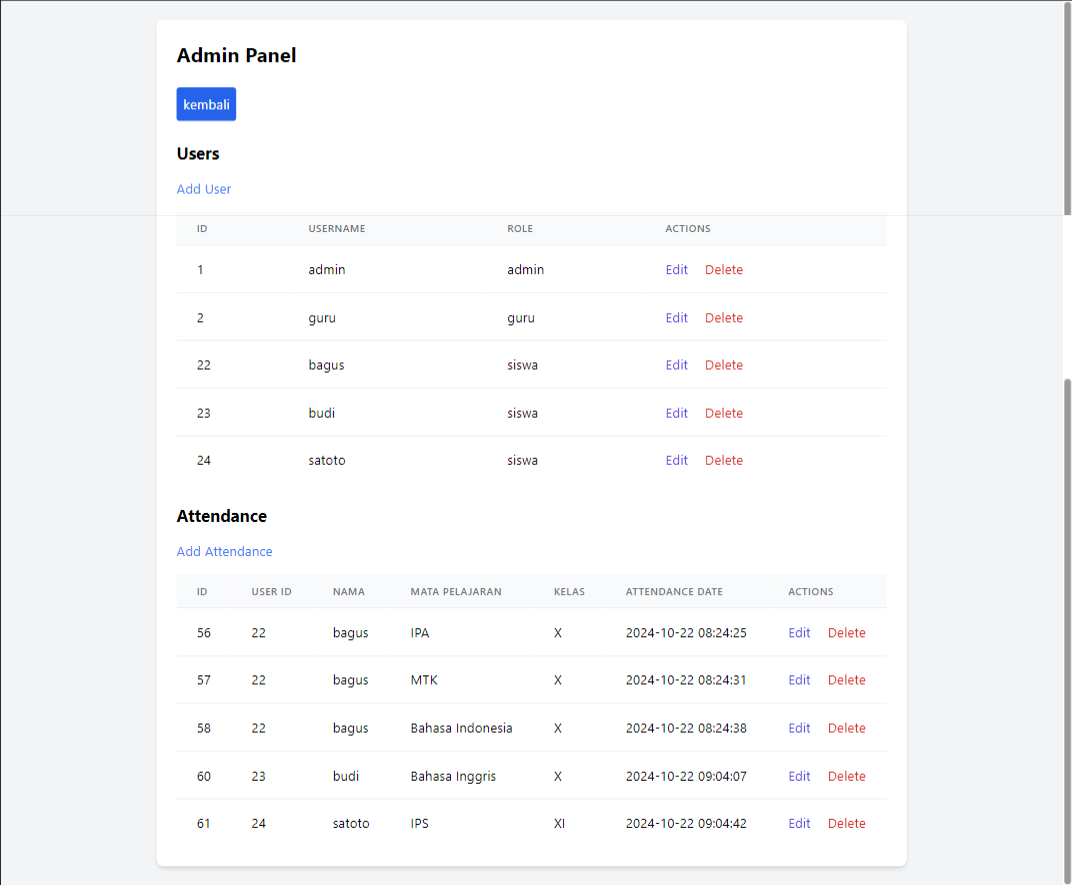 Admin Panel
kembali
Users
Add User
ID USERNAME ROLE ACTIONS
1 admin admin Edit Delete
2 guru guru Edit Delete
22 bagus siswa Edit Delete
23 budi siswa Edit Delete
24 satoto siswa Edit Delete
Attendance
Add Attendance
ID USER ID NAMA MATA PELAJARAN KELAS ATTENDANCE DATE ACTIONS
56 22 bagus IPA X 2024-10-22 08:24:25 Edit Delete
57 22 bagus MTK X 2024-10-22 08:24:31 Edit Delete
58 22 bagus Bahasa Indonesia X 2024-10-22 08:24:38 Edit Delete
60 23 budi Bahasa Inggris X 2024-10-22 09:04:07 Edit Delete
61 24 satoto IPS XI 2024-10-22 09:04:42 Edit Delete